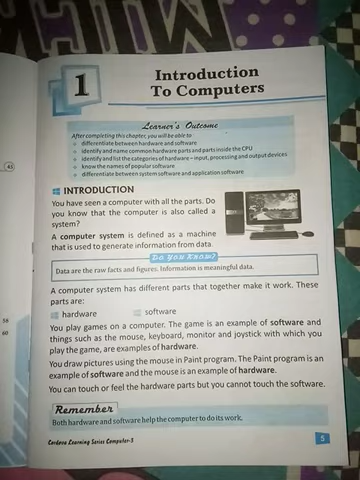 1
Introduction
To Computers
Learner's Outcome
After completing this chapter, you will be able to
differentiate between hardware and software
identify and name common hardware parts and parts inside the CPU
identify and list the categories of hardware – input, processing and output devices
know the names of popular software
differentiate between system software and application software
INTRODUCTION
You have seen a computer with all the parts. Do
you know that the computer is also called a
system?
A computer system is defined as a machine
that is used to generate information from data.
Do You Know?
Data are the raw facts and figures. Information is meaningful data.
A computer system has different parts that together make it work. These
parts are:
hardware software
You play games on a computer. The game is an example of software and
things such as the mouse, keyboard, monitor and joystick with which you
play the game, are examples of hardware.
You draw pictures using the mouse in Paint program. The Paint program is an
example of software and the mouse is an example of hardware.
You can touch or feel the hardware parts but you cannot touch the software.
Remember
Both hardware and software help the computer to do its work.
Cordova Learning Series Computer-3
5
45
58
60